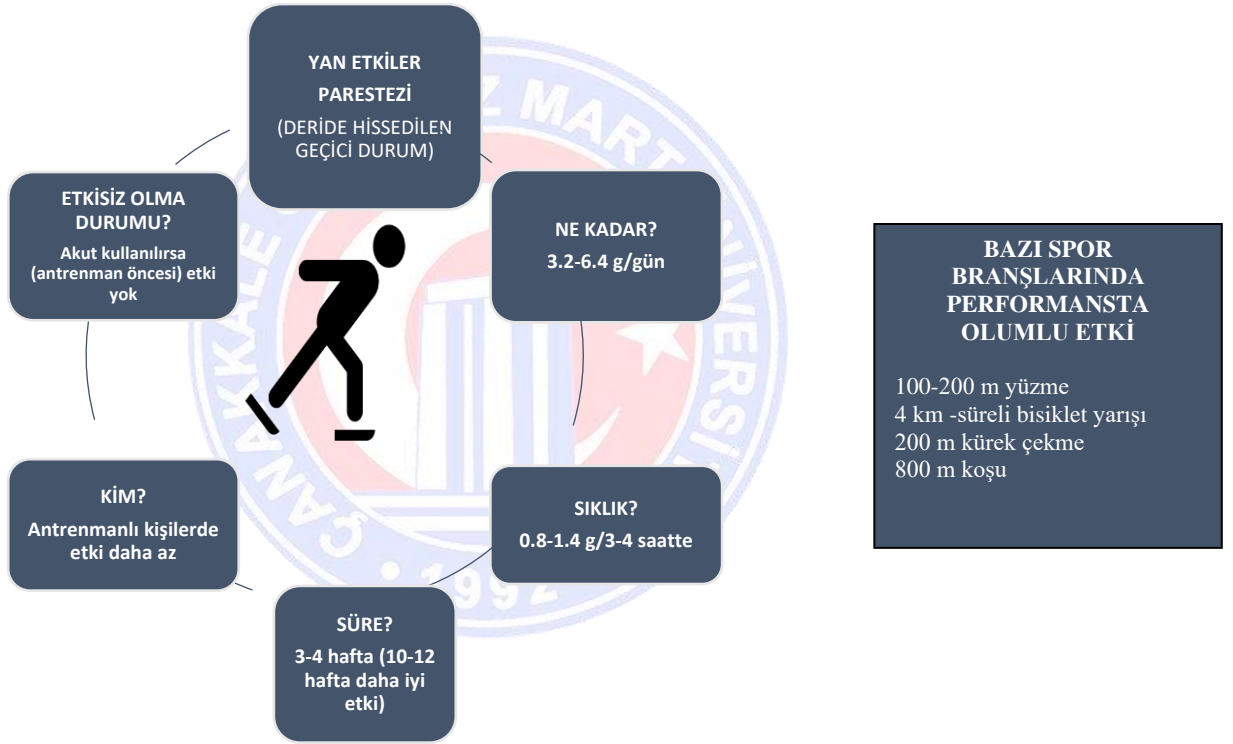 YAN ETKİLER
PARESTEZİ
(DERİDE HİSSEDİLEN
GEÇİCİ DURUM)
NE KADAR?
3.2-6.4 g/gün
SIKLIK?
0.8-1.4 g/3-4 saatte
SÜRE?
3-4 hafta (10-12
hafta daha iyi
etki)
KİM?
Antrenmanlı kişilerde
etki daha az
ETKİSİZ OLMA
DURUMU?
Akut kullanılırsa
(antrenman öncesi) etki
yok
BAZI SPOR
BRANŞLARINDA
PERFORMANSTA
OLUMLU ETKİ
100-200 m yüzme
4 km -süreli bisiklet yarışı
200 m kürek çekme
800 m koşu
1992